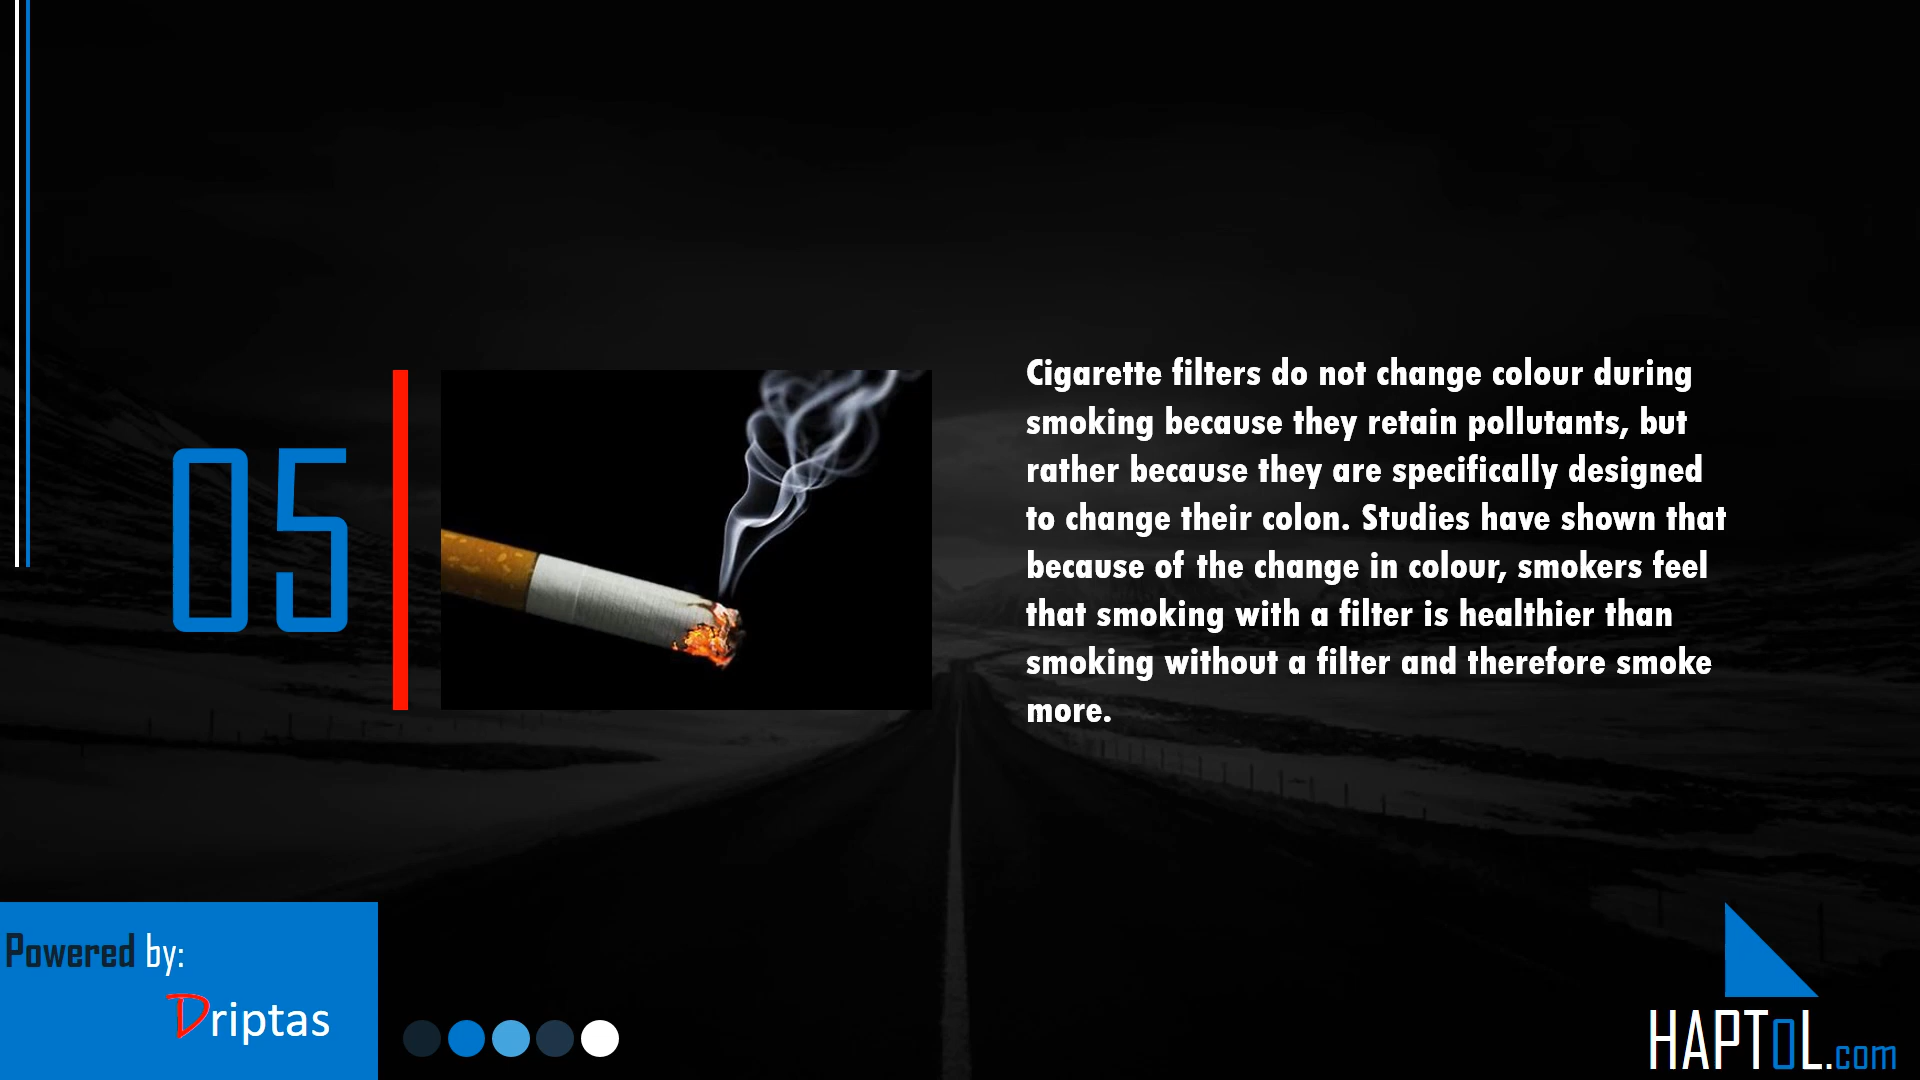 05
Cigarette filters do not change colour during
smoking because they retain pollutants, but
rather because they are specifically designed
to change their colon. Studies have shown that
because of the change in colour, smokers feel
that smoking with a filter is healthier than
smoking without a filter and therefore smoke
more.
Powered by:
Driptas
HAPTOL.com